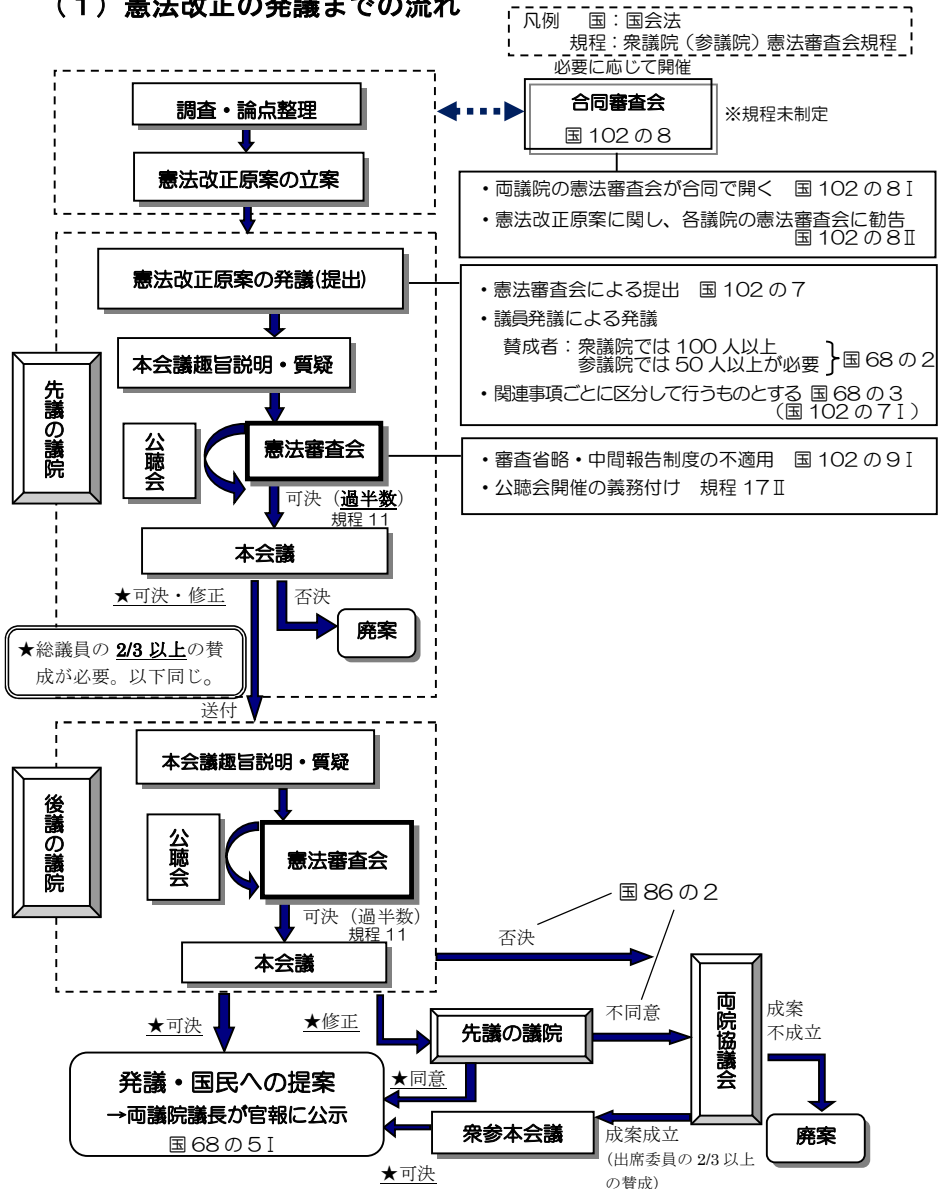 （1）憲法改正の発議までの流れ
凡例　国：国会法
規程：衆議院（参議院）憲法審査会規程
必要に応じて開催
調査・論点整理
合同審査会
国 102 の 8
※規程未制定
憲法改正原案の立案
・両議院の憲法審査会が合同で開く　国 102 の 8Ⅰ
・憲法改正原案に関し、各議院の憲法審査会に勧告
国 102 の 8Ⅱ
先議の議院
憲法改正原案の発議(提出)
・憲法審査会による提出　国 102 の 7
・議員発議による発議
賛成者：衆議院では 100 人以上
参議院では 50 人以上が必要
国 68 の 2
・関連事項ごとに区分して行うものとする 国 68 の 3
（国 102 の 7Ⅰ）
本会議趣旨説明・質疑
公聴会
憲法審査会
・審査省略・中間報告制度の不適用　国 102 の 9Ⅰ
・公聴会開催の義務付け　規程 17Ⅱ
可決（過半数）
規程 11
本会議
★可決・修正
否決
廃案
★総議員の 2/3 以上の賛
成が必要。以下同じ。
送付
後議の議院
本会議趣旨説明・質疑
公聴会
憲法審査会
可決（過半数）
規程 11
本会議
国 86 の 2
否決
★可決
★修正
先議の議院
不同意
両院協議会
成案
不成立
廃案
★同意
発議・国民への提案
→両議院議長が官報に公示
国 68 の 5Ⅰ
衆参本会議
★可決
成案成立
(出席委員の 2/3 以上
の賛成)